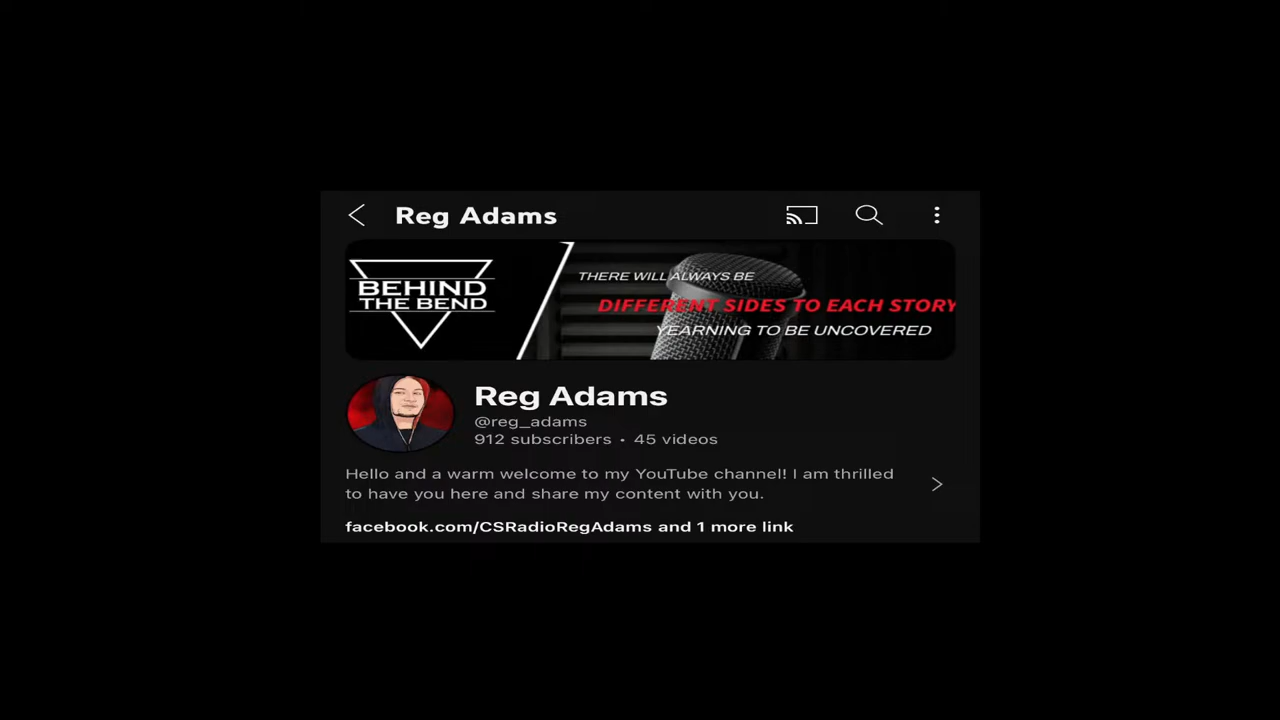 Reg Adams
BEHIND
THE BEND
THERE WILL ALWAYS BE
DIFFERENT SIDES TO EACH STORY
YEARNING TO BE UNCOVERED
Reg Adams
@reg_adams
912 subscribers • 45 videos
Hello and a warm welcome to my YouTube channel! I am thrilled
to have you here and share my content with you.
facebook.com/CSRadioRegAdams and 1 more link